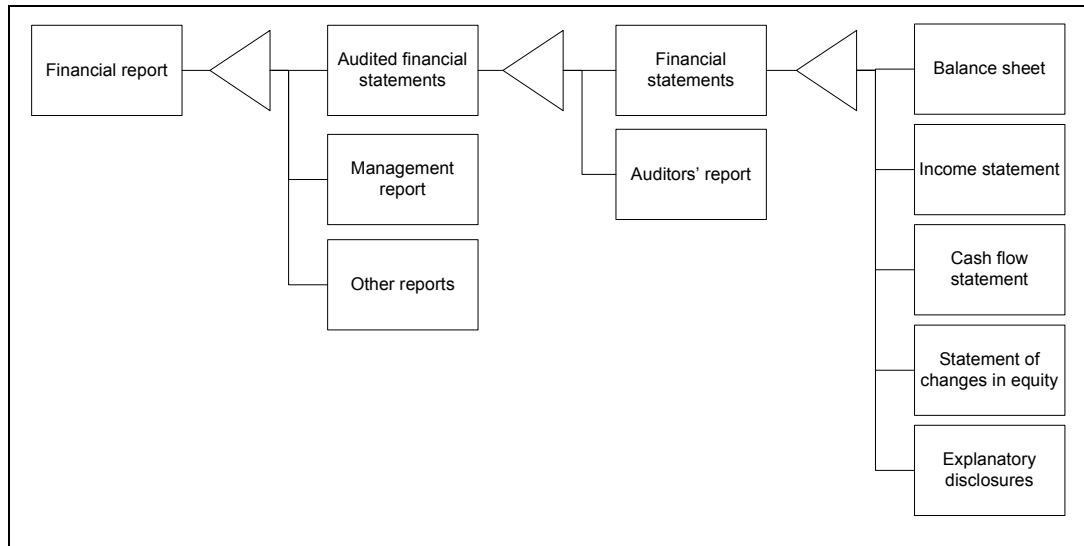 Financial report
Audited financial
statements
Management
report
Other reports
Financial
statements
Auditors’ report
Balance sheet
Income statement
Cash flow
statement
Statement of
changes in equity
Explanatory
disclosures